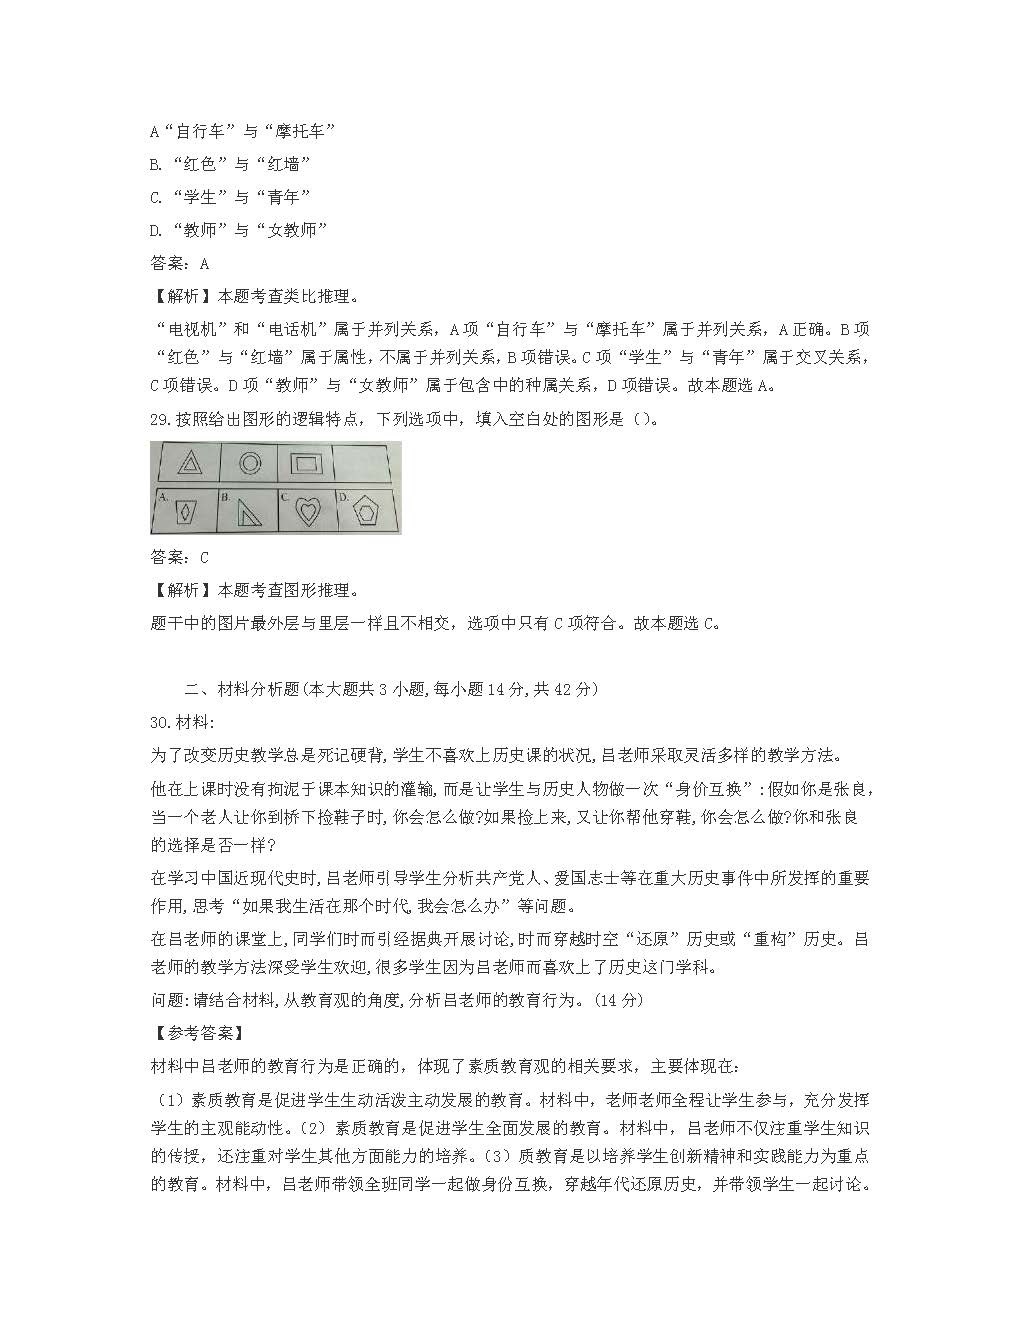 A“自行车”与“摩托车”
B. “红色”与“红墙”
C. “学生”与“青年”
D. “教师”与“女教师”
答案：A
【解析】本题考查类比推理。
“电视机”和“电话机”属于并列关系，A 项“自行车”与“摩托车”属于并列关系，A 正确。B 项
“红色”与“红墙”属于属性，不属于并列关系，B 项错误。C 项“学生”与“青年”属于交叉关系，
C 项错误。D 项“教师”与“女教师”属于包含中的种属关系，D 项错误。故本题选 A。
29.按照给出图形的逻辑特点，下列选项中，填入空白处的图形是（）。
A. B. C. D.
答案：C
【解析】本题考查图形推理。
题干中的图片最外层与里层一样且不相交，选项中只有 C 项符合。故本题选 C。
二、材料分析题(本大题共 3 小题,每小题 14 分,共 42 分)
30.材料:
为了改变历史教学总是死记硬背,学生不喜欢上历史课的状况,吕老师采取灵活多样的教学方法。
他在上课时没有拘泥于课本知识的灌输,而是让学生与历史人物做一次“身价互换”:假如你是张良,
当一个老人让你到桥下捡鞋子时,你会怎么做?如果捡上来,又让你帮他穿鞋,你会怎么做?你和张良
的选择是否一样?
在学习中国近现代史时,吕老师引导学生分析共产党人、爱国志士等在重大历史事件中所发挥的重要
作用,思考“如果我生活在那个时代,我会怎么办”等问题。
在吕老师的课堂上,同学们时而引经据典开展讨论,时而穿越时空“还原”历史或“重构”历史。吕
老师的教学方法深受学生欢迎,很多学生因为吕老师而喜欢上了历史这门学科。
问题:请结合材料,从教育观的角度,分析吕老师的教育行为。(14 分)
【参考答案】
材料中吕老师的教育行为是正确的，体现了素质教育观的相关要求，主要体现在：
（1）素质教育是促进学生生动活泼主动发展的教育。材料中，老师老师全程让学生参与，充分发挥
学生的主观能动性。（2）素质教育是促进学生全面发展的教育。材料中，吕老师不仅注重学生知识
的传授，还注重对学生其他方面能力的培养。（3）质教育是以培养学生创新精神和实践能力为重点
的教育。材料中，吕老师带领全班同学一起做身份互换，穿越年代还原历史，并带领学生一起讨论。